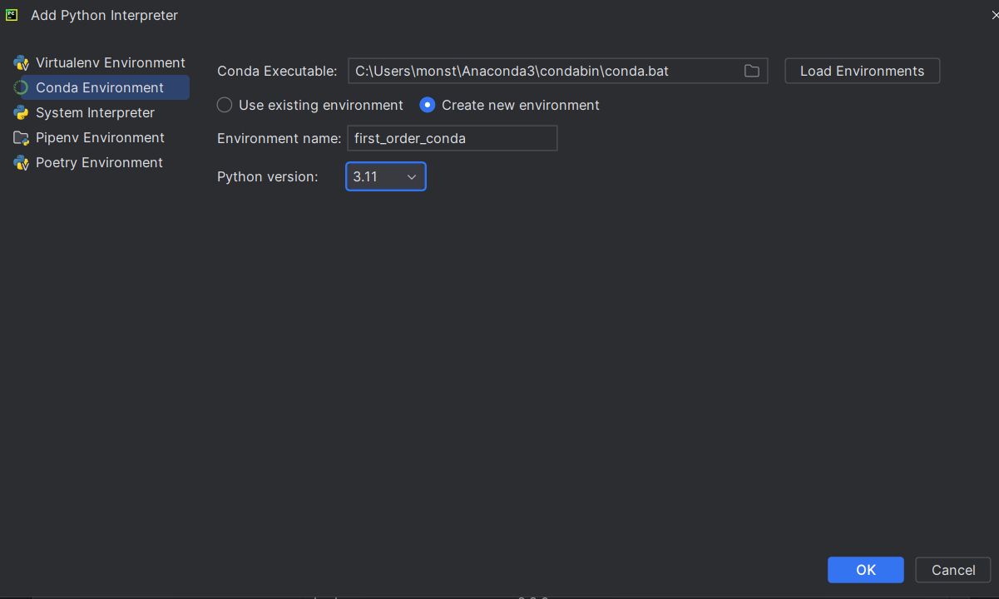 Add Python Interpreter
Virtualenv Environment
Conda Environment
System Interpreter
Pipenv Environment
Poetry Environment
Conda Executable: C:\Users\monst\Anaconda3\condabin\conda.bat Load Environments
Use existing environment Create new environment
Environment name: first_order_conda
Python version: 3.11
OK Cancel